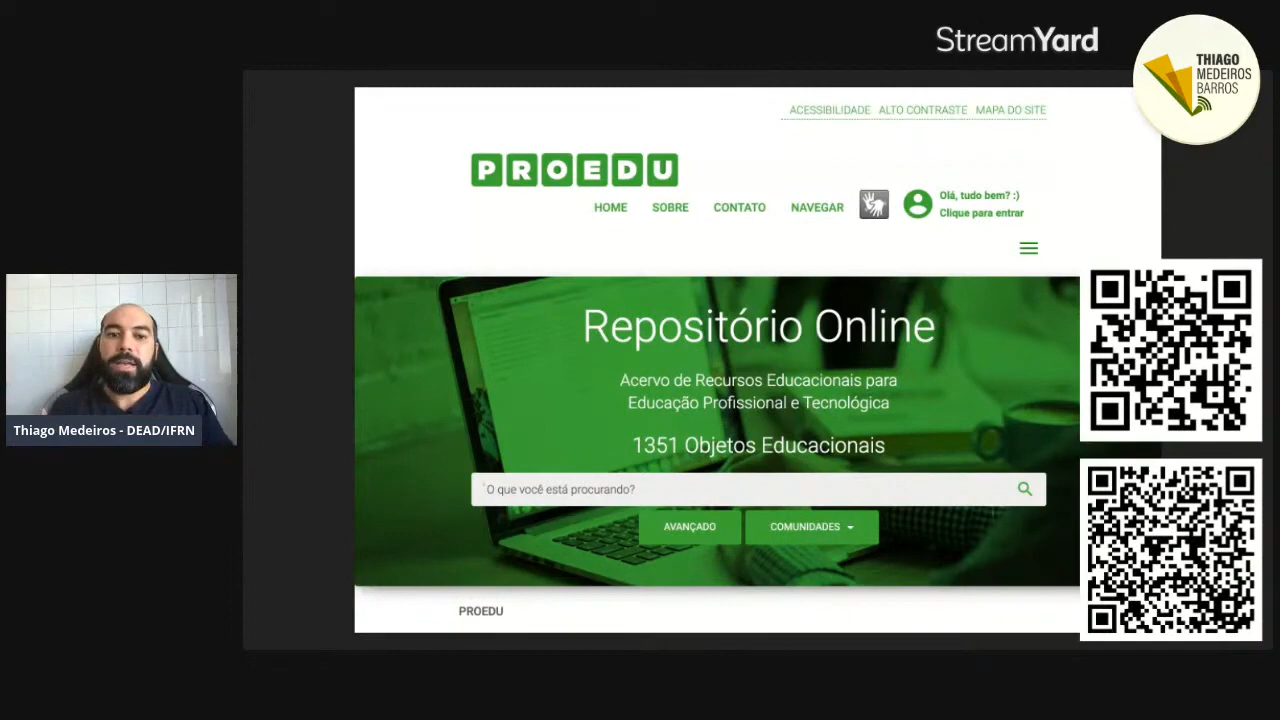 StreamYard
THIAGO
MEDEIROS
BARROS
ACESSIBILIDADE ALTO CONTRASTE MAPA DO SITE
PROEDU
HOME SOBRE CONTATO NAVEGAR
Olá, tudo bem? :)
Clique para entrar
Repositório Online
Acervo de Recursos Educacionais para
Educação Profissional e Tecnológica
1351 Objetos Educacionais
O que você está procurando?
AVANÇADO COMUNIDADES
PROEDU
Thiago Medeiros - DEAD/IFRN